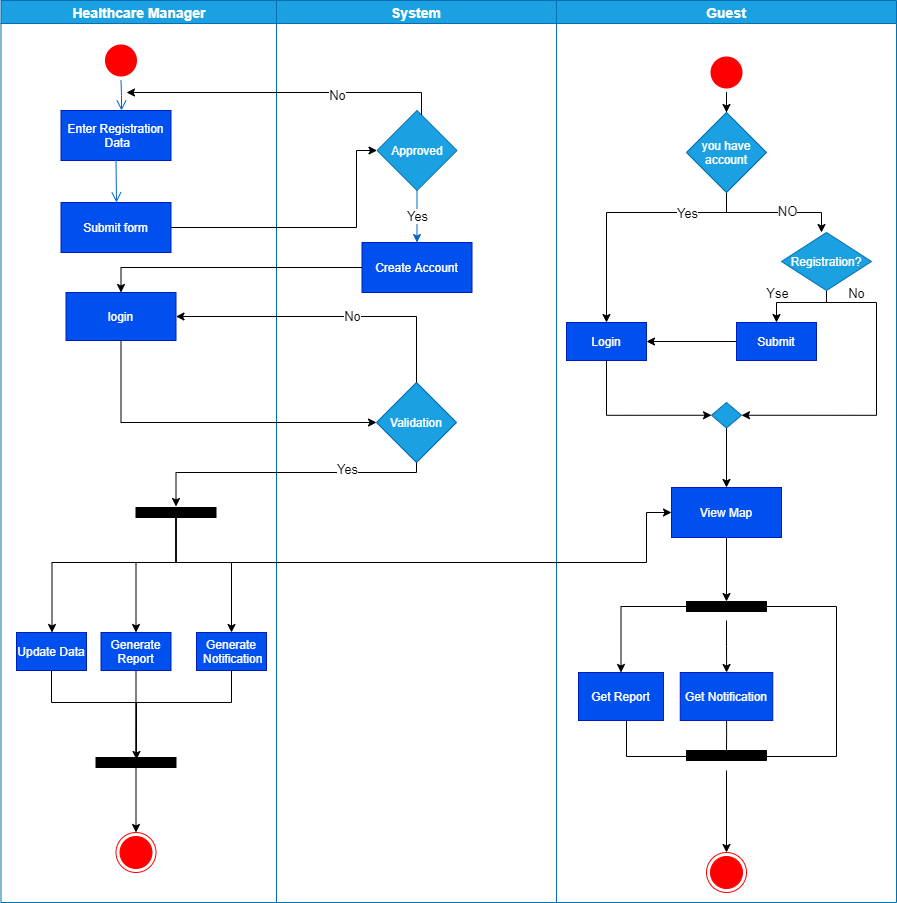 Healthcare Manager
System
Guest
No
Enter Registration
Data
Approved
you have
account
Submit form
Yes
Yes
NO
Create Account
Registration?
Yse
No
login
No
Login
Submit
Validation
Yes
View Map
Update Data
Generate
Report
Generate
Notification
Get Report
Get Notification